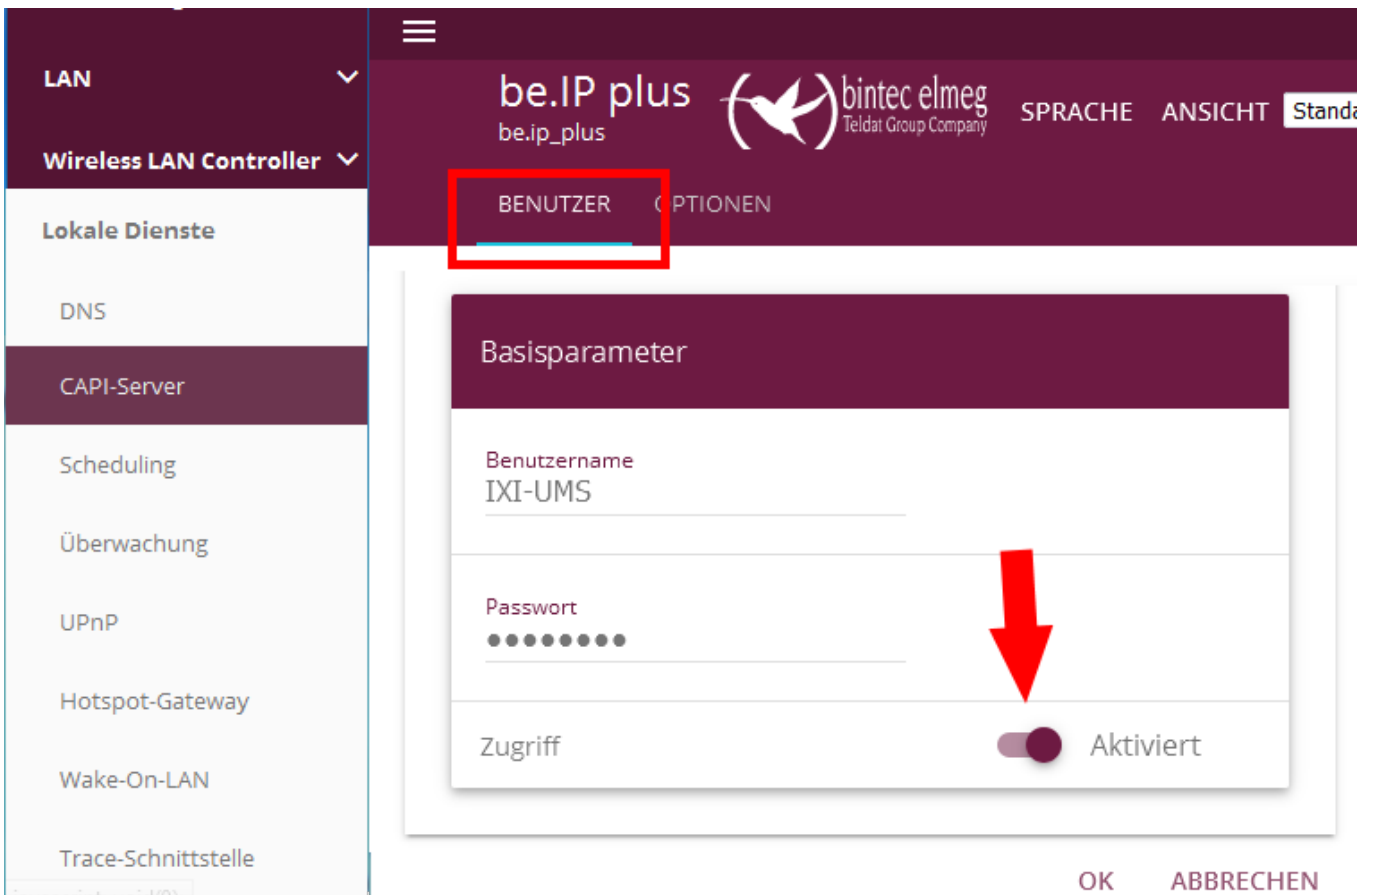 LAN
Wireless LAN Controller
Lokale Dienste
DNS
CAPI-Server
Scheduling
Überwachung
UPnP
Hotspot-Gateway
Wake-On-LAN
Trace-Schnittstelle
be.IP plus
be.ip_plus
bintec elmeg
Teldat Group Company
SPRACHE ANSICHT
BENUTZER OPTIONEN
Basisparameter
Benutzername
IXI-UMS
Passwort
Zugriff Aktiviert
OK ABBRECHEN